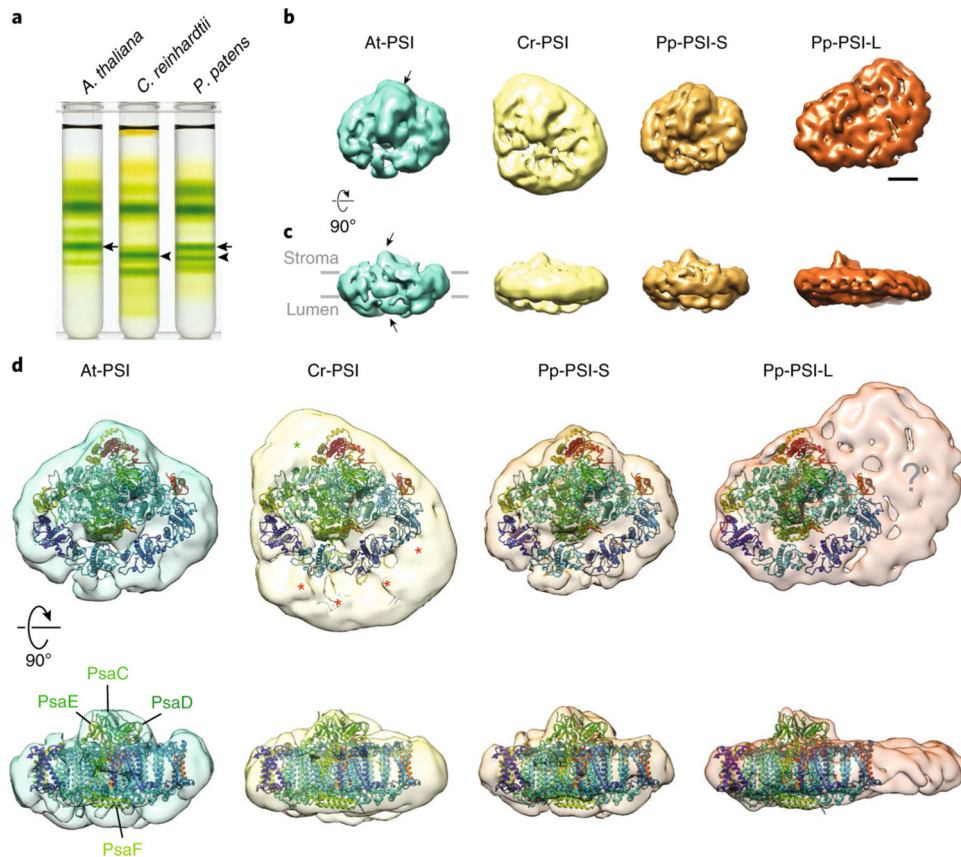 a
A. thaliana
C. reinhardtii
P. patens
b
At-PSI
Cr-PSI
Pp-PSI-S
Pp-PSI-L
90°
c
Stroma
Lumen
d
At-PSI
Cr-PSI
Pp-PSI-S
Pp-PSI-L
*
?
*
*
*
*
90°
PsaC
PsaE
PsaD
PsaF